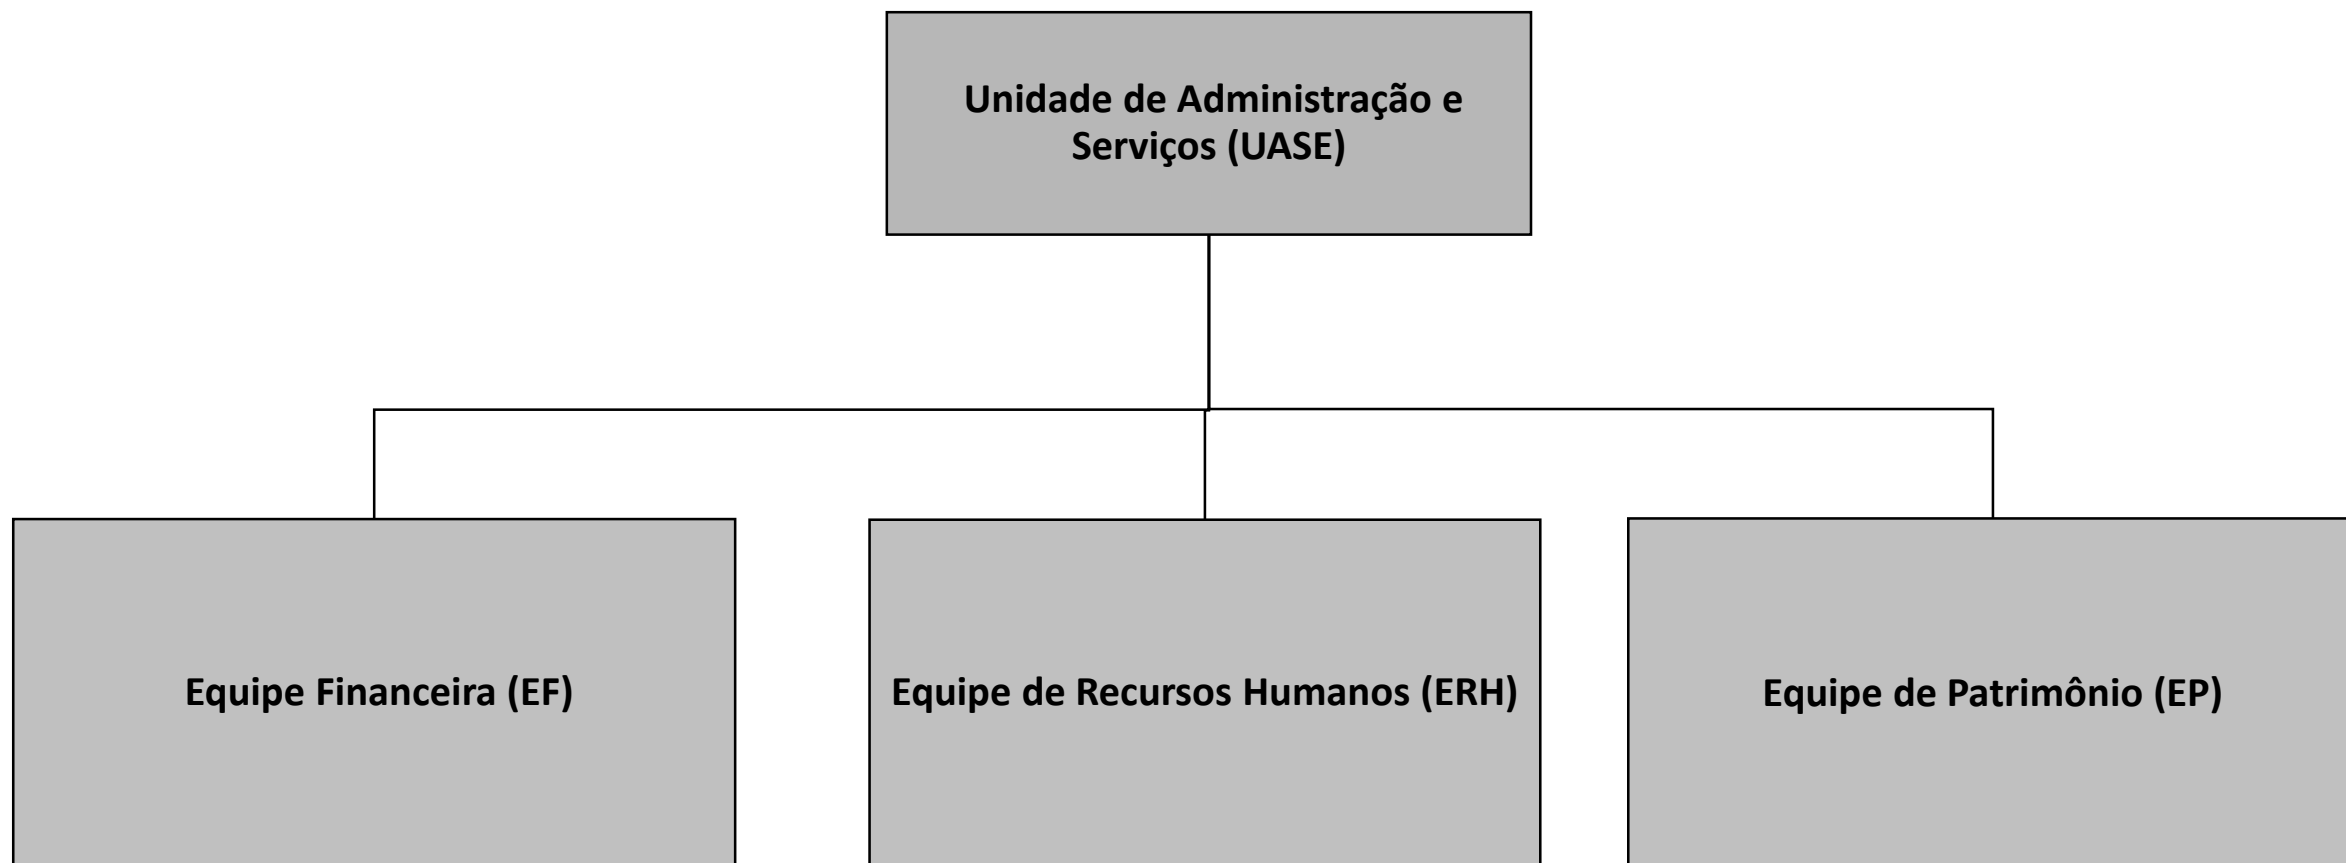 Unidade de Administração e
Serviços (UASE)
Equipe Financeira (EF)
Equipe de Recursos Humanos (ERH)
Equipe de Patrimônio (EP)